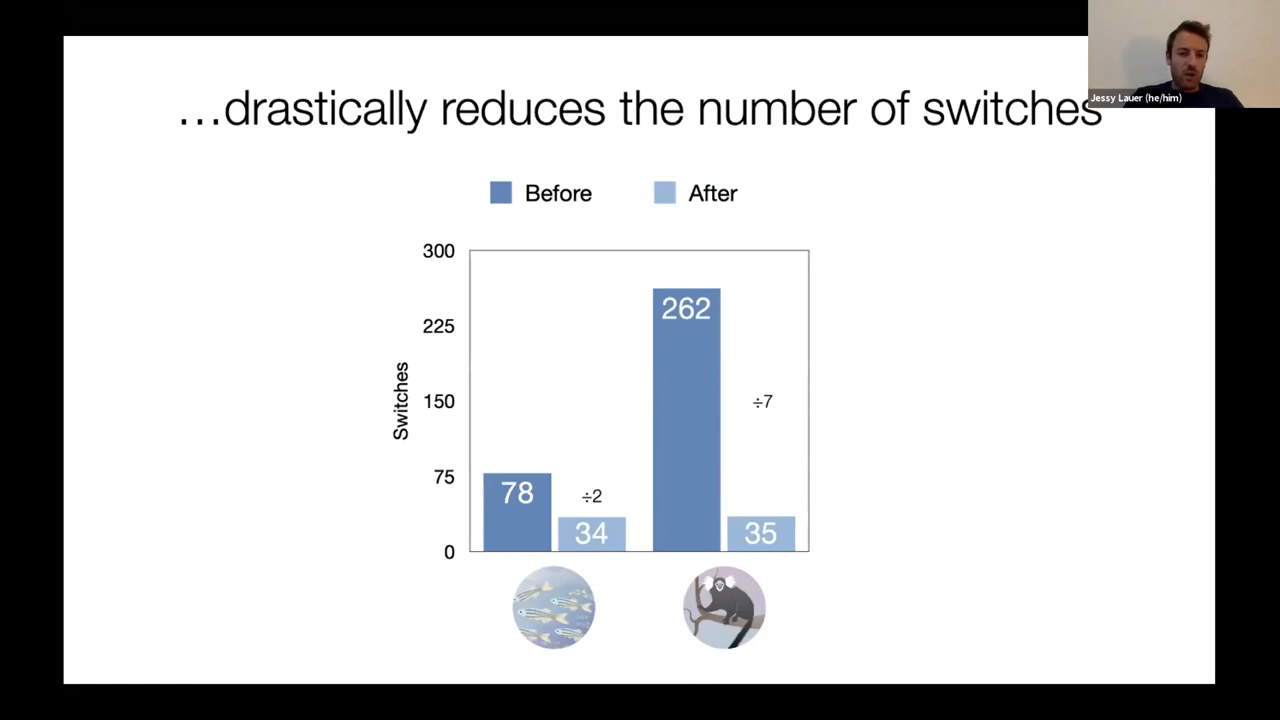 Jessy Lauer (he/him)
...drastically reduces the number of switches
Before
After
300
225
150
75
0
Switches
262
÷7
78
÷2
34
35